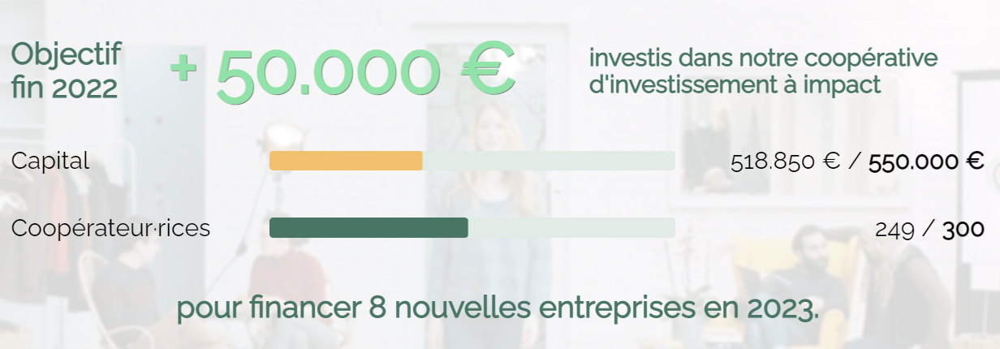 Objectif
fin 2022
+ 50.000 €
investis dans notre coopérative
d'investissement à impact
Capital
518.850 € / 550.000 €
Coopérateur·rices
249 / 300
pour financer 8 nouvelles entreprises en 2023.